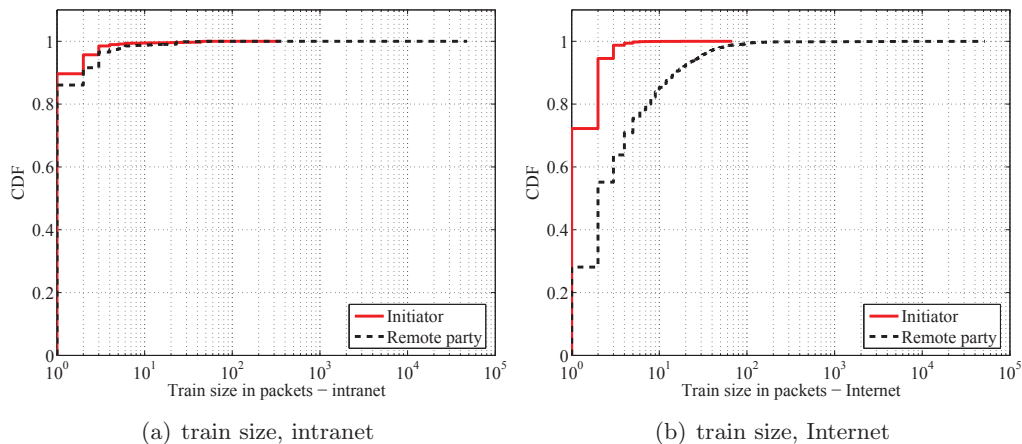 1
0.8
0.6
0.4
0.2
0
CDF
10^0
10^1
10^2
10^3
10^4
10^5
Train size in packets − intranet
Initiator
Remote party
(a) train size, intranet
1
0.8
0.6
0.4
0.2
0
CDF
10^0
10^1
10^2
10^3
10^4
10^5
Train size in packets − Internet
Initiator
Remote party
(b) train size, Internet